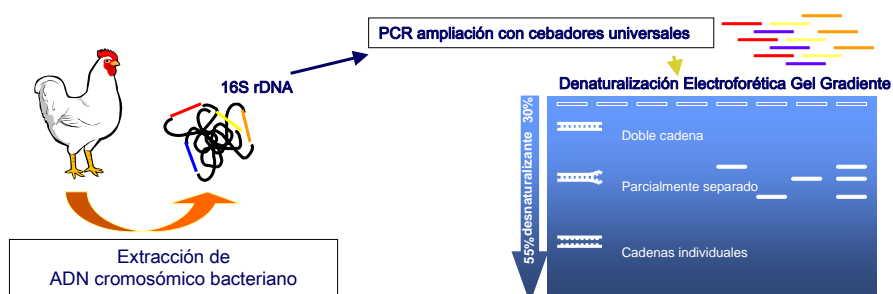 PCR ampliación con cebadores universales
16S rDNA
Denaturalización Electroforética Gel Gradiente
55% desnaturalizante 30%
Doble cadena
Parcialmente separado
Cadenas individuales
Extracción de
ADN cromosómico bacteriano